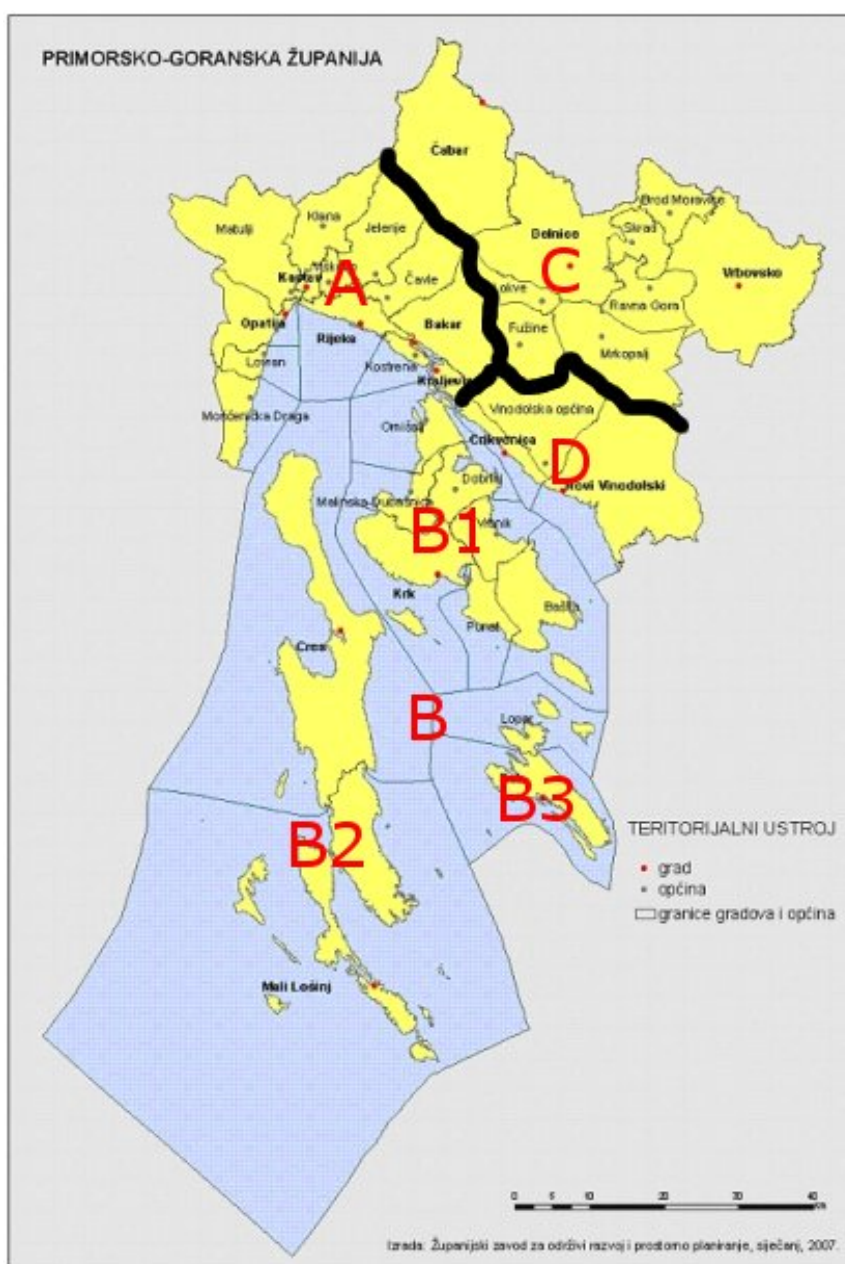 PRIMORSKO-GORANSKA ŽUPANIJA
Čabar
Brod Moravice
Klana
Delnice
Skrad
Matulji
Jelenje
Kastav
A
C
Vrbovsko
Čavle
Lokve
Ravna Gora
Opatija
Rijeka
Bakar
Fužine
Lovran
Kostrena
Mrkopalj
Kraljevica
Mošćenička Draga
Vinodolska općina
Omišalj
Crikvenica
D
Dobrinj
Novi Vinodolski
Malinska-Dubašnica
B1
Vrbnik
Krk
Baška
Punat
Cres
B
Lopar
B3
TERITORIJALNI USTROJ
B2
grad
općina
granice gradova i općina
Mali Lošinj
0 5 10 20 30 40
km
Izrada: Županijski zavod za održivi razvoj i prostorno planiranje, siječanj, 2007.